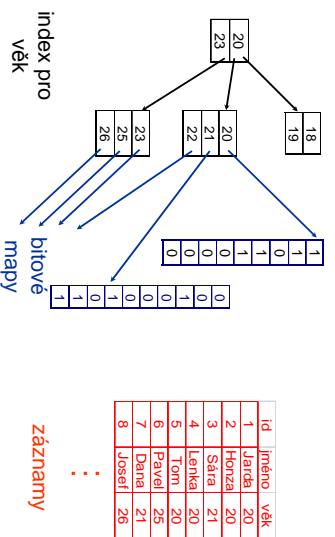 18
19
20
23
20
21
22
23
25
26
index pro
věk
1
1
0
1
1
0
0
0
0
0
0
1
0
0
0
1
0
1
1
bitové
mapy
id jméno věk
1 Jarda 20
2 Honza 20
3 Sára 21
4 Lenka 20
5 Tom 20
6 Pavel 25
7 Dana 21
8 Josef 26
. . .
záznamy